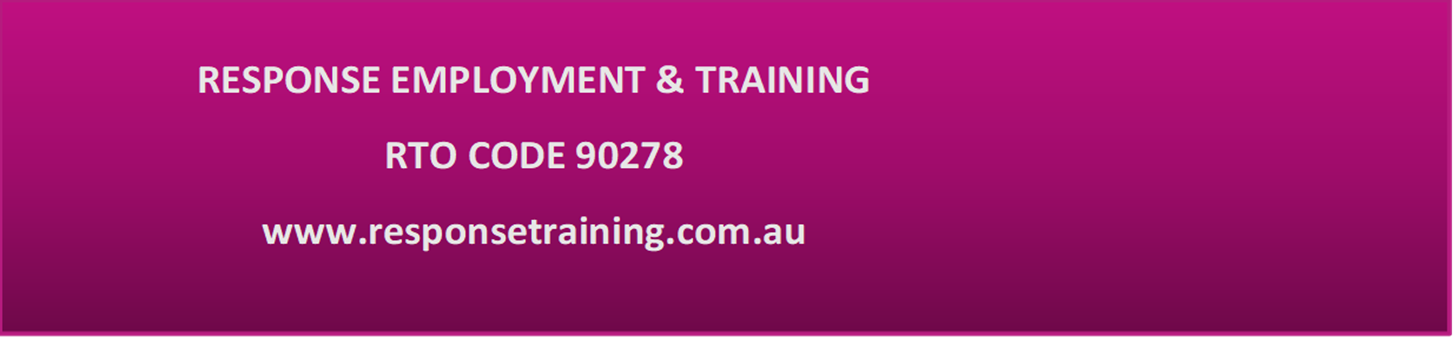 RESPONSE EMPLOYMENT & TRAINING
RTO CODE 90278
www.responsetraining.com.au